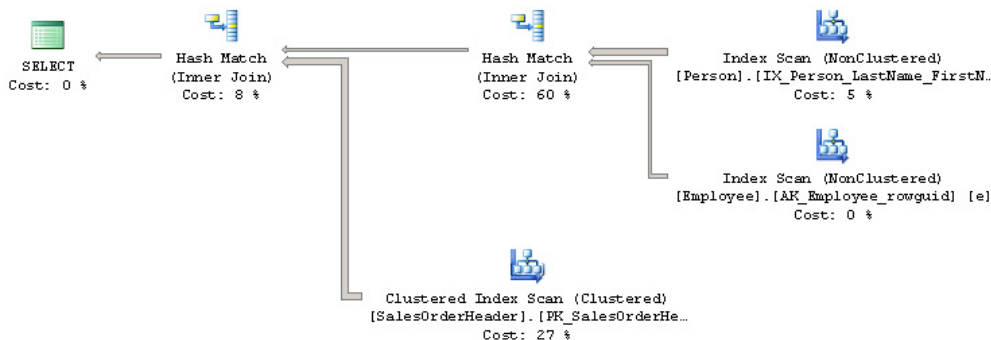 SELECT
Cost: 0 %
Hash Match
(Inner Join)
Cost: 8 %
Hash Match
(Inner Join)
Cost: 60 %
Index Scan (NonClustered)
[Person].[IX_Person_LastName_FirstN…
Cost: 5 %
Index Scan (NonClustered)
[Employee].[AK_Employee_rowguid] [e]
Cost: 0 %
Clustered Index Scan (Clustered)
[SalesOrderHeader].[PK_SalesOrderHe…
Cost: 27 %